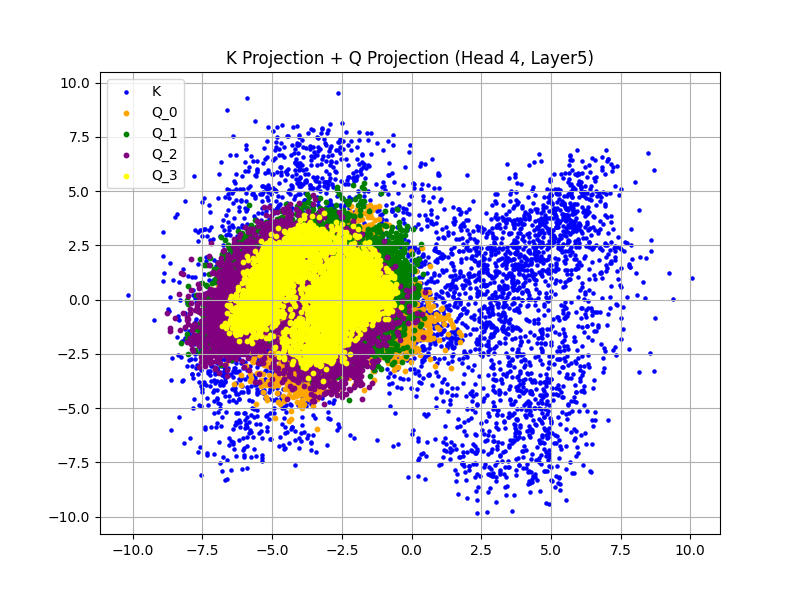 K Projection + Q Projection (Head 4, Layer5)
K
Q_0
Q_1
Q_2
Q_3
10.0
7.5
5.0
2.5
0.0
−2.5
−5.0
−7.5
−10.0
−10.0 −7.5 −5.0 −2.5 0.0 2.5 5.0 7.5 10.0